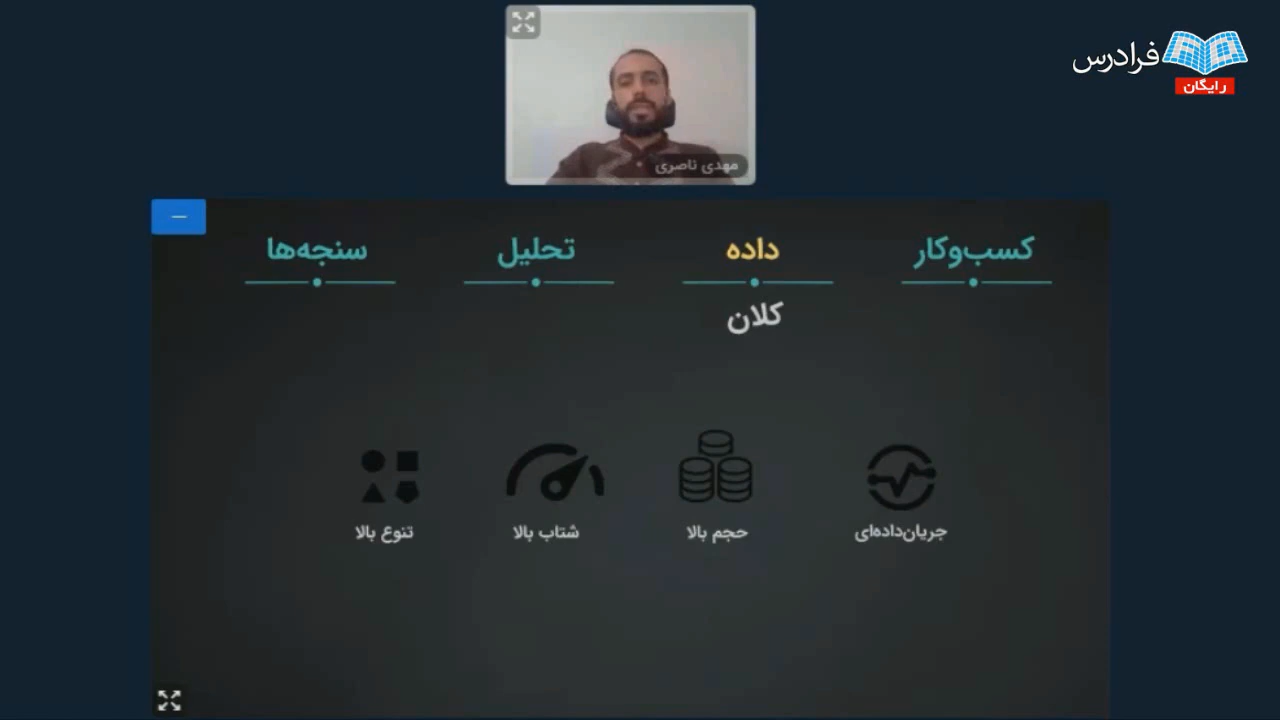 فرادرس
رایگان
مهدی ناصری
کسب‌وکار
داده
تحلیل
سنجه‌ها
کلان
جریان‌داده‌ای
حجم بالا
شتاب بالا
تنوع بالا